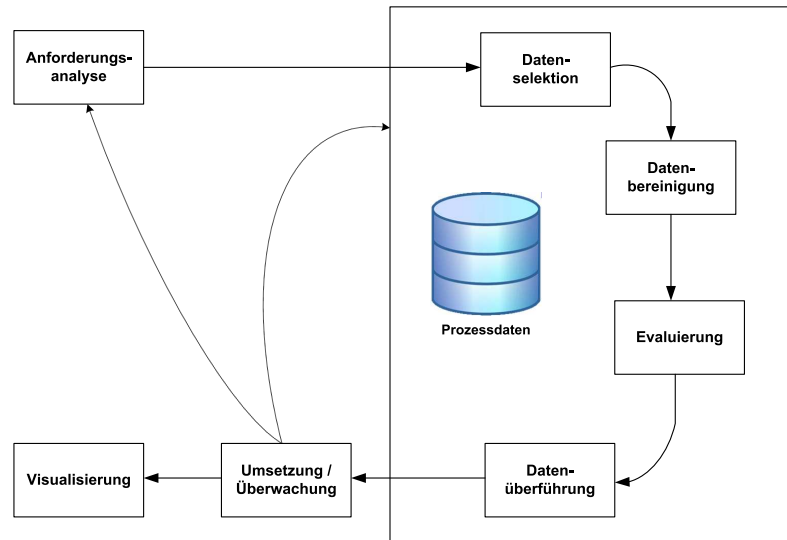 Anforderungs-
analyse
Daten-
selektion
Daten-
bereinigung
Prozessdaten
Evaluierung
Visualisierung
Umsetzung /
Überwachung
Daten-
überführung